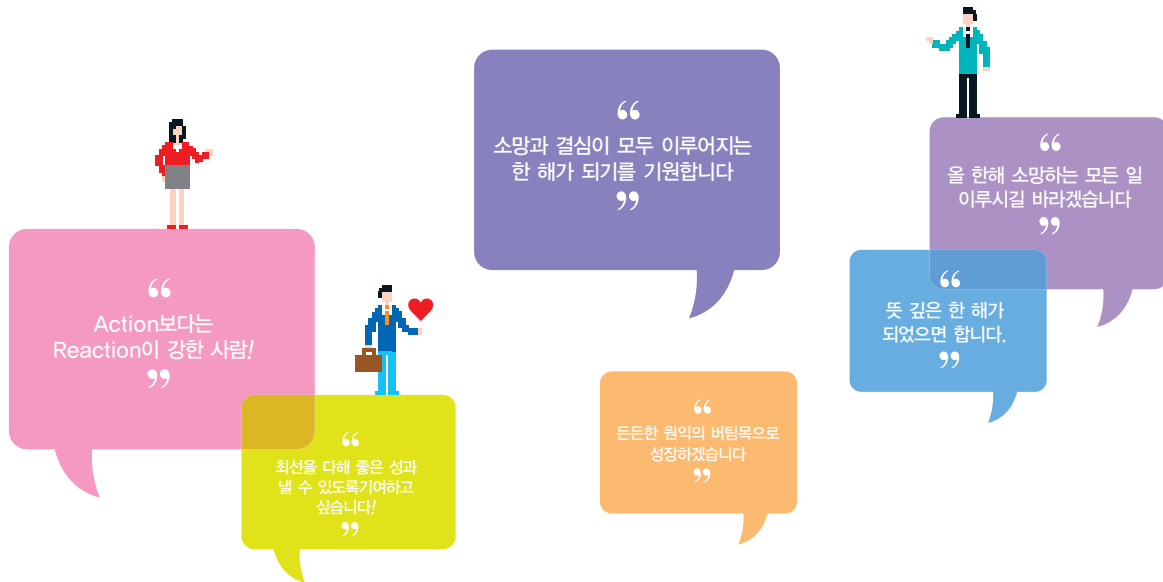 “
소망과 결심이 모두 이루어지는
한 해가 되기를 기원합니다
”
“
올 한해 소망하는 모든 일
이루시길 바라겠습니다
”
“
Action보다는
Reaction이 강한 사람!
”
“
뜻 깊은 한 해가
되었으면 합니다.
”
“
최선을 다해 좋은 성과
낼 수 있도록기여하고
싶습니다!
”
“
든든한 원익의 버팀목으로
성장하겠습니다
”